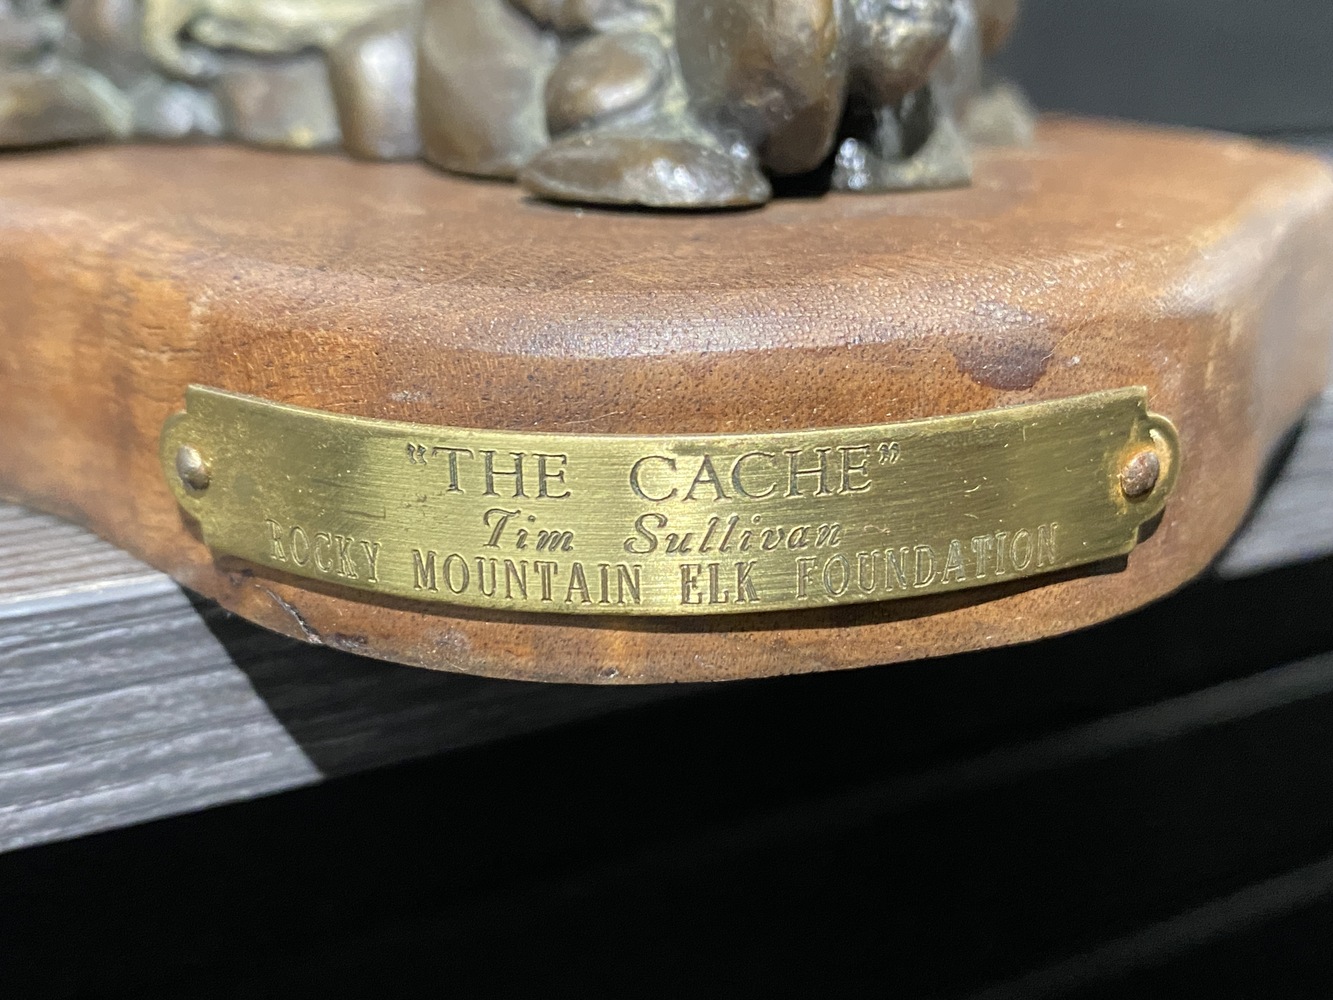 "THE CACHE"
Tim Sullivan
ROCKY MOUNTAIN ELK FOUNDATION